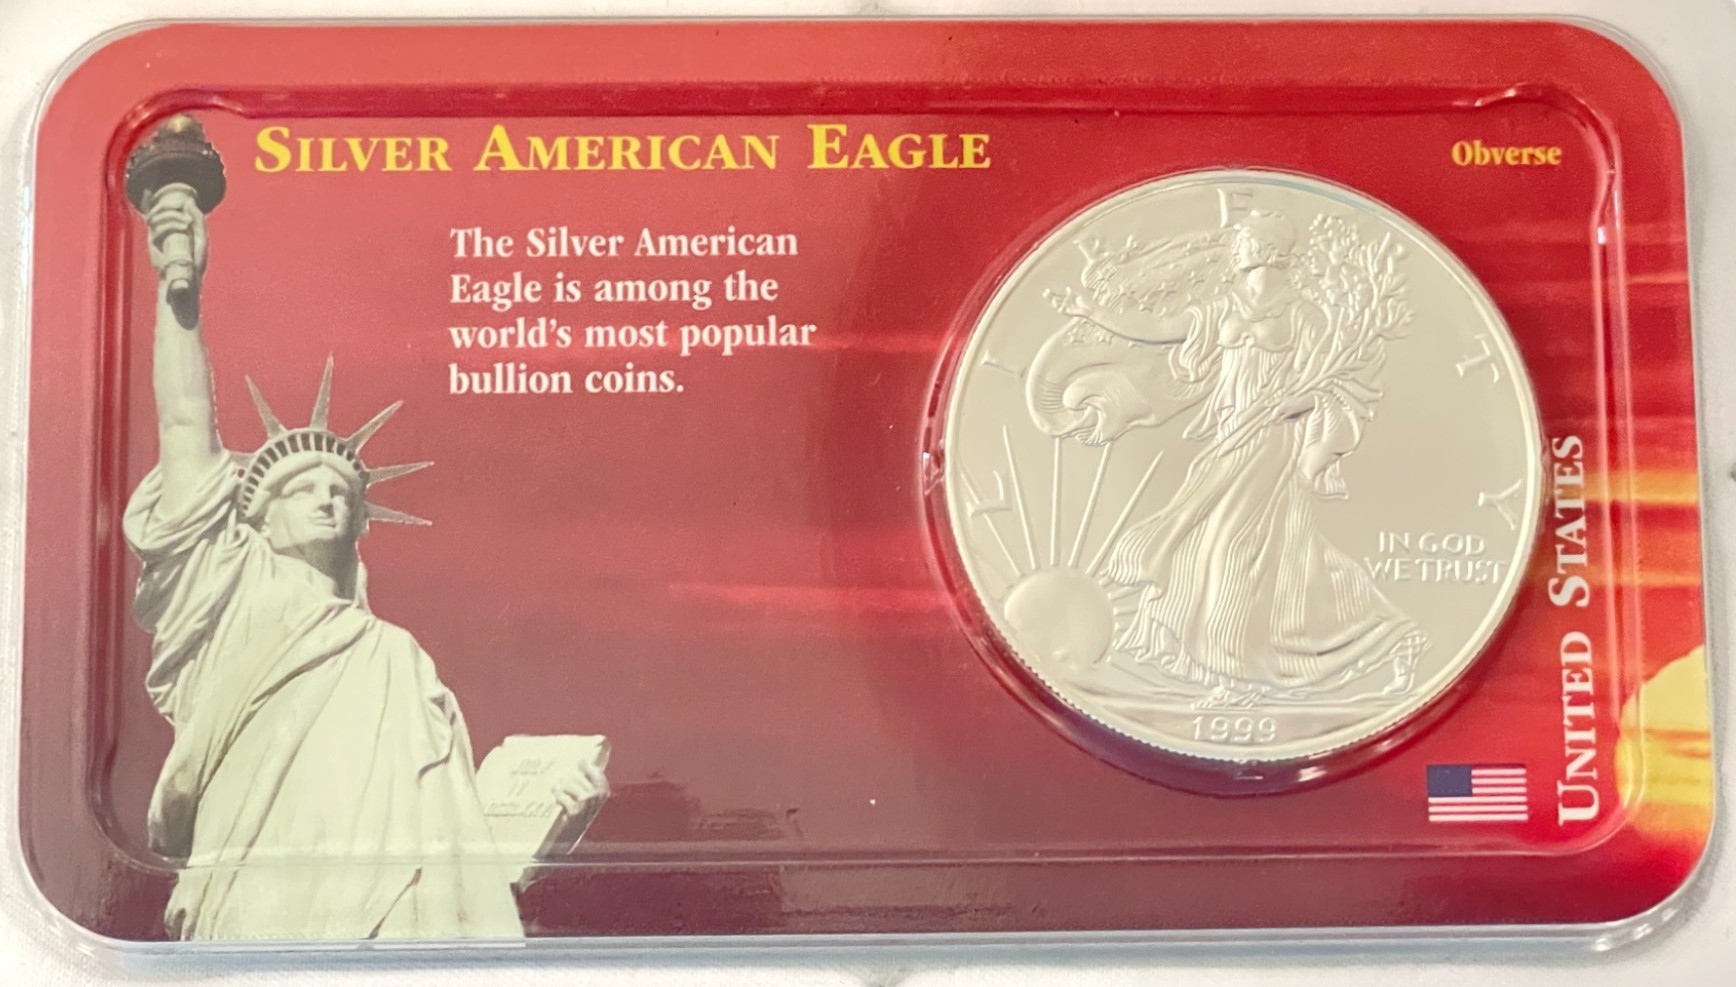 SILVER AMERICAN EAGLE
Obverse
The Silver American
Eagle is among the
world's most popular
bullion coins.
LIBERTY
IN GOD
WE TRUST
1999
UNITED STATES